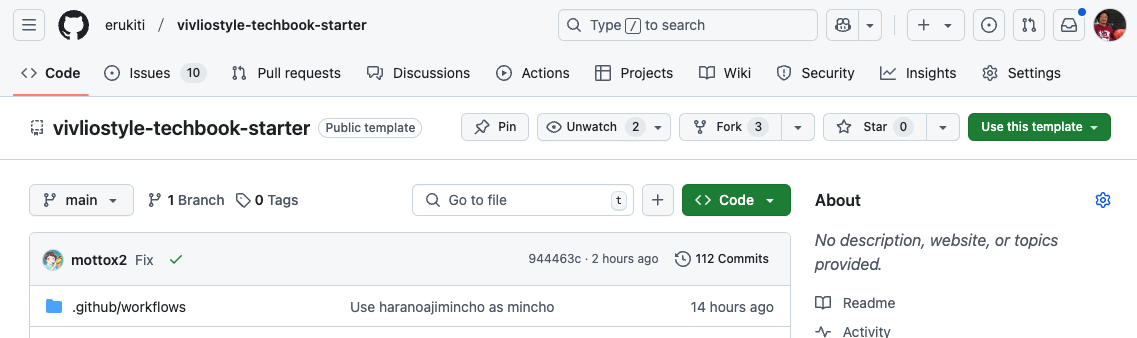 erukiti / vivliostyle-techbook-starter Type / to search
Code Issues 10 Pull requests Discussions Actions Projects Wiki Security Insights Settings
vivliostyle-techbook-starter Public template Pin Unwatch 2 Fork 3 Star 0 Use this template
main 1 Branch 0 Tags Go to file t Code About
No description, website, or topics
provided.
mottox2 Fix 944463c · 2 hours ago 112 Commits
.github/workflows Use haranoajimincho as mincho 14 hours ago
Readme
Activity